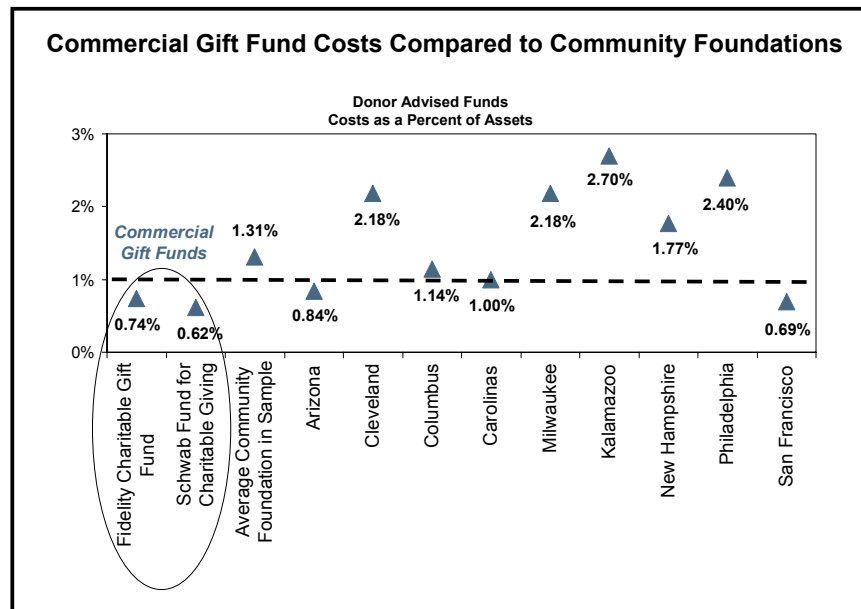 Commercial Gift Fund Costs Compared to Community Foundations
Donor Advised Funds
Costs as a Percent of Assets
3%
2%
1%
0%
Commercial
Gift Funds
0.74%
0.62%
1.31%
0.84%
2.18%
1.14%
1.00%
2.18%
2.70%
1.77%
2.40%
0.69%
Fidelity Charitable Gift
Fund
Schwab Fund for
Charitable Giving
Average Community
Foundation in Sample
Arizona
Cleveland
Columbus
Carolinas
Milwaukee
Kalamazoo
New Hampshire
Philadelphia
San Francisco